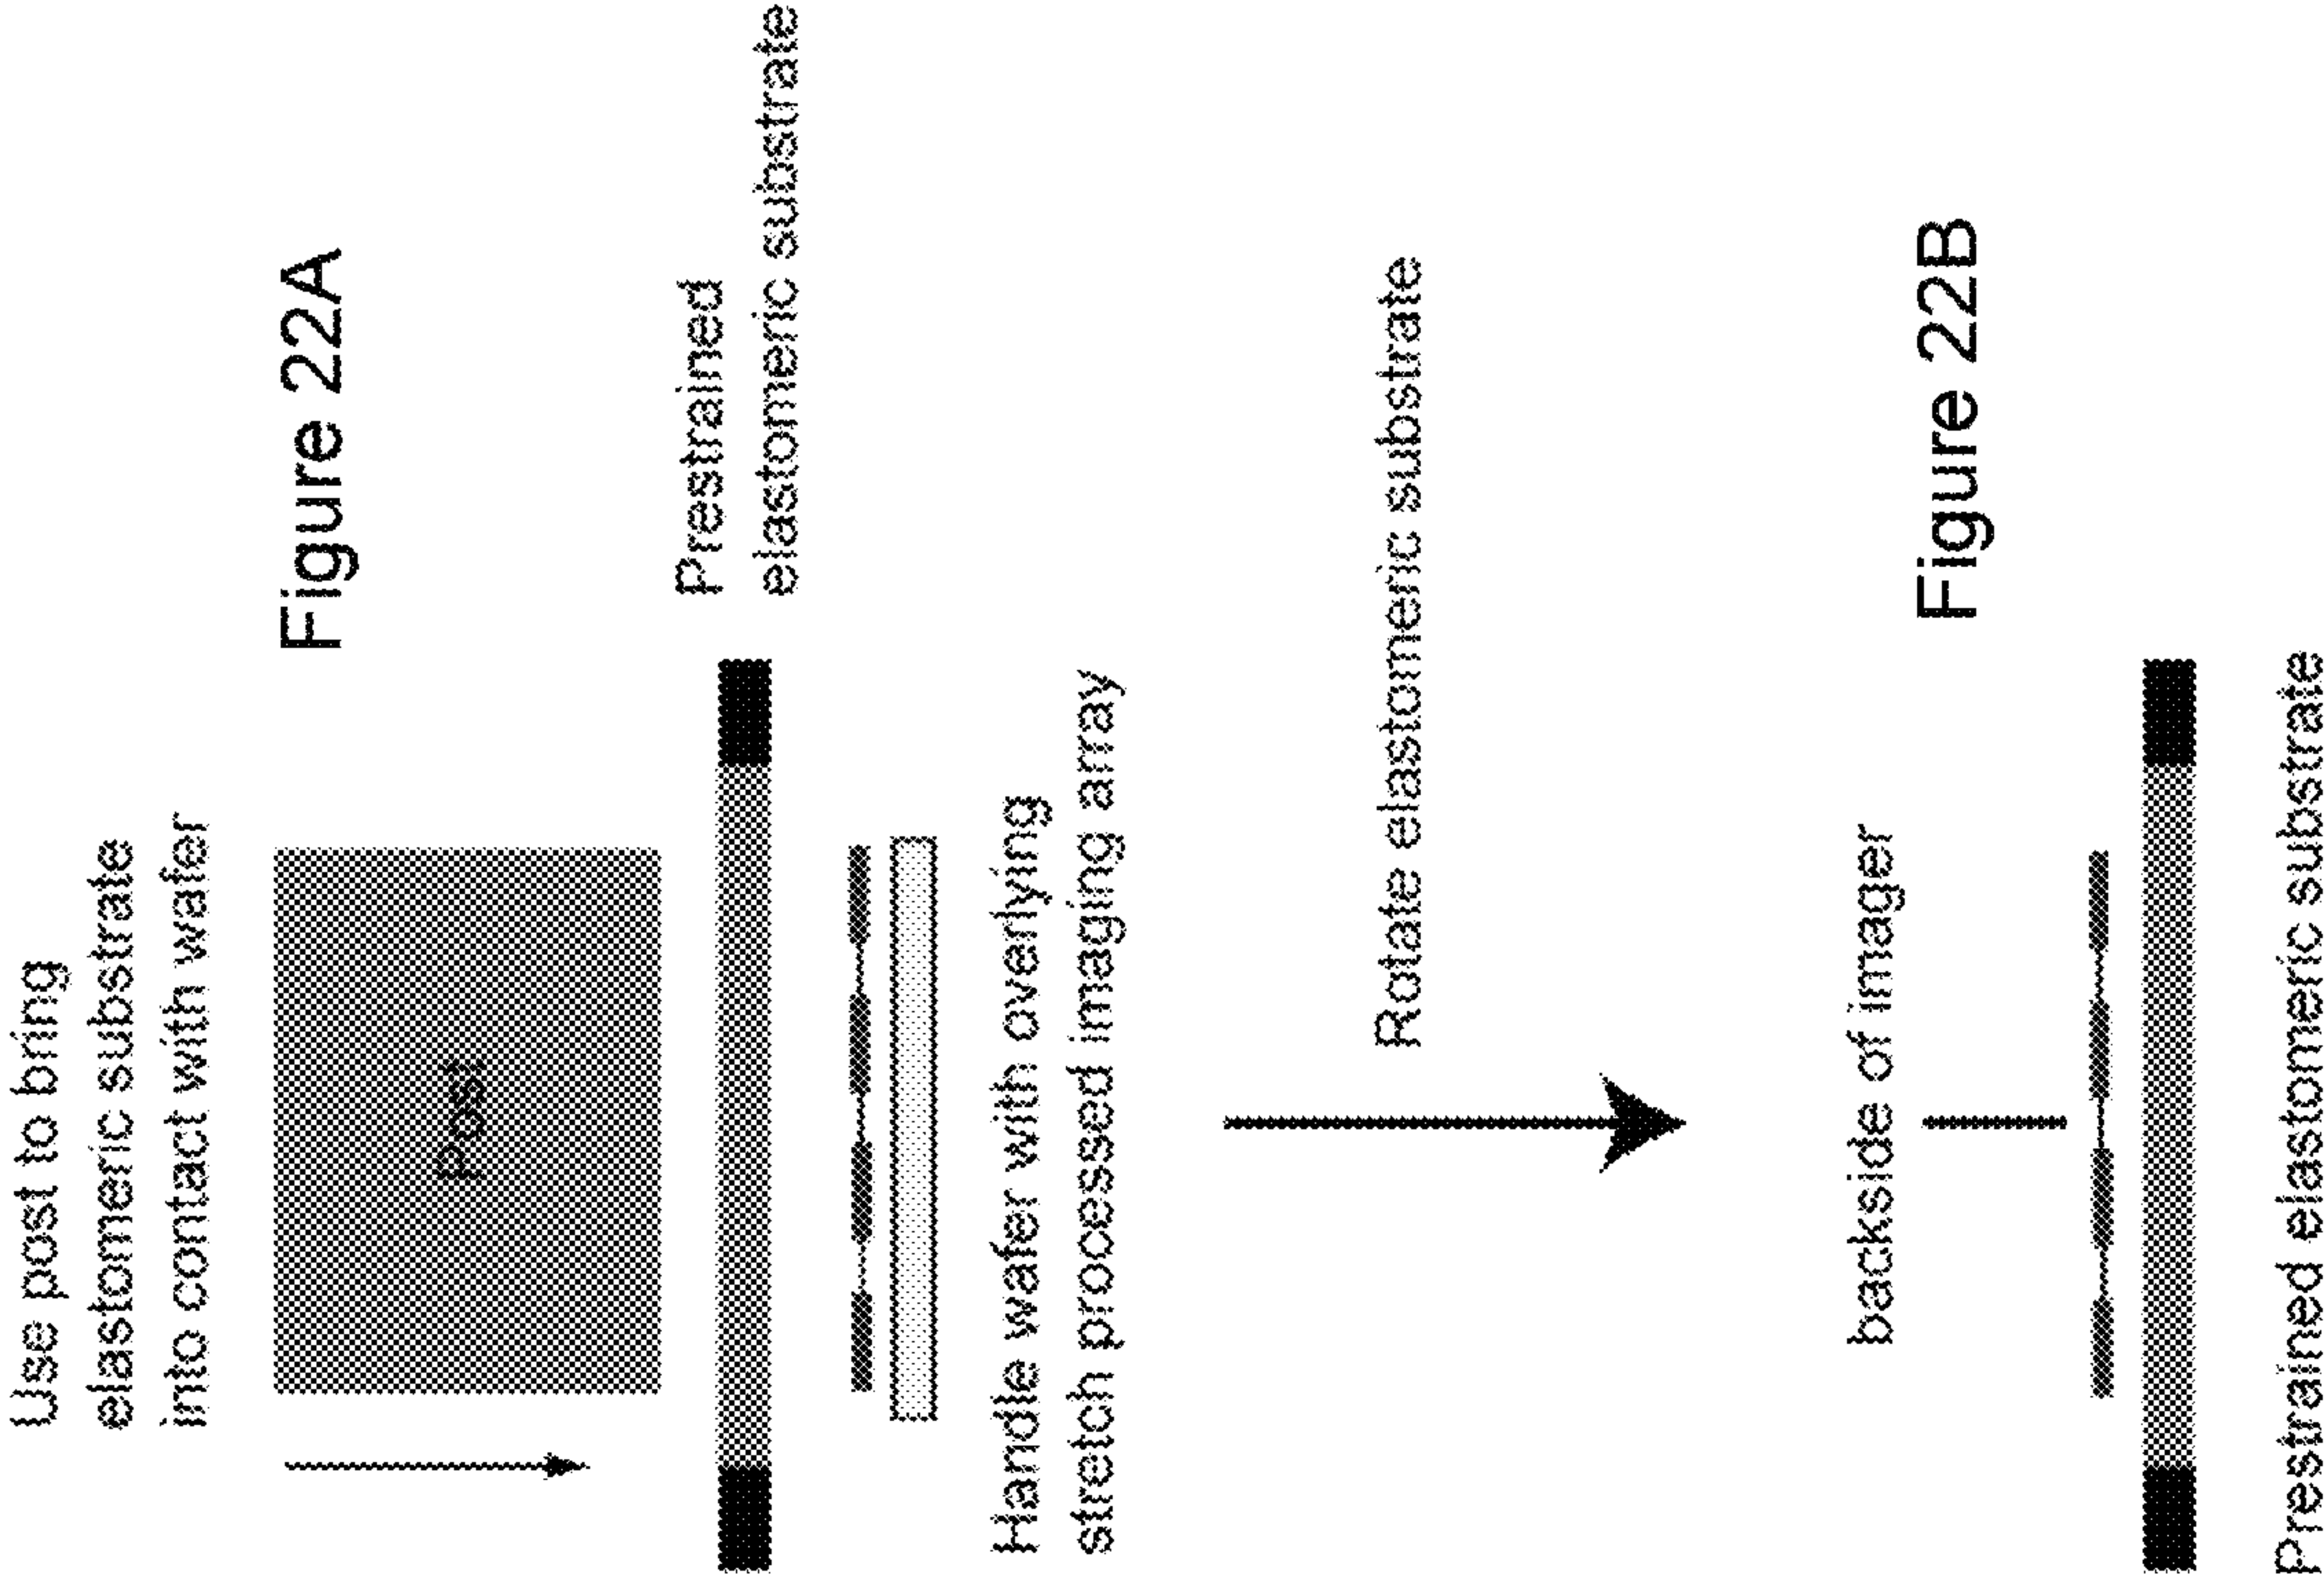 Use post to bring
elastomeric substrate
into contact with wafer
Figure 22A
Post
Prestrained
elastomeric substrate
Handle wafer with overlying
stretch processed imaging array
Rotate elastomeric substrate
Figure 22B
backside of imager
Prestrained elastomeric substrate